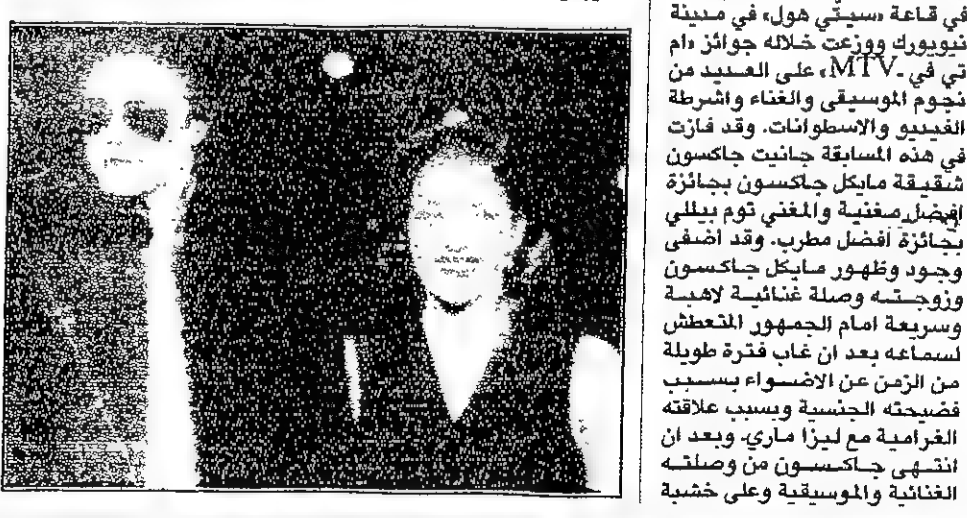 في قاعة «سيتي هول» في مدينة
نيويورك ووزعت خلاله جوائز «ام
تي في ـ MTV» على العديد من
نجوم الموسيقى والغناء واشرطة
الفيديو والاسطوانات. وقد فازت
في هذه المسابقة جانيت جاكسون
شقيقة مايكل جاكسون بجائزة
افضل مغنية والمغني توم بيللي
بجائزة افضل مطرب. وقد اضفى
وجود وظهور مايكل جاكسون
وزوجته وصلة غنائية لاهبة
وسريعة امام الجمهور المتعطش
لسماعه بعد ان غاب فترة طويلة
من الزمن عن الاضواء بسبب
فضيحته الجنسية وبسبب علاقته
الغرامية مع ليزا ماري. وبعد ان
انتهى جاكسون من وصلته
الغنائية والموسيقية وعلى خشبة